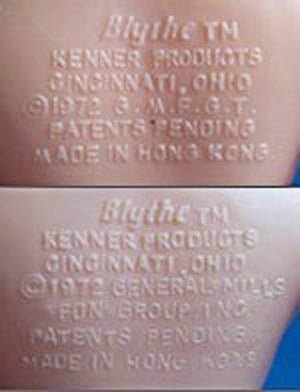 Blythe TM
KENNER PRODUCTS
CINCINNATI, OHIO
©1972 G.M.F.G.I.
PATENTS PENDING
MADE IN HONG KONG
Blythe TM
KENNER PRODUCTS
CINCINNATI, OHIO
©1972 GENERAL MILLS
FUN GROUP INC.
PATENTS PENDING
MADE IN HONG KONG